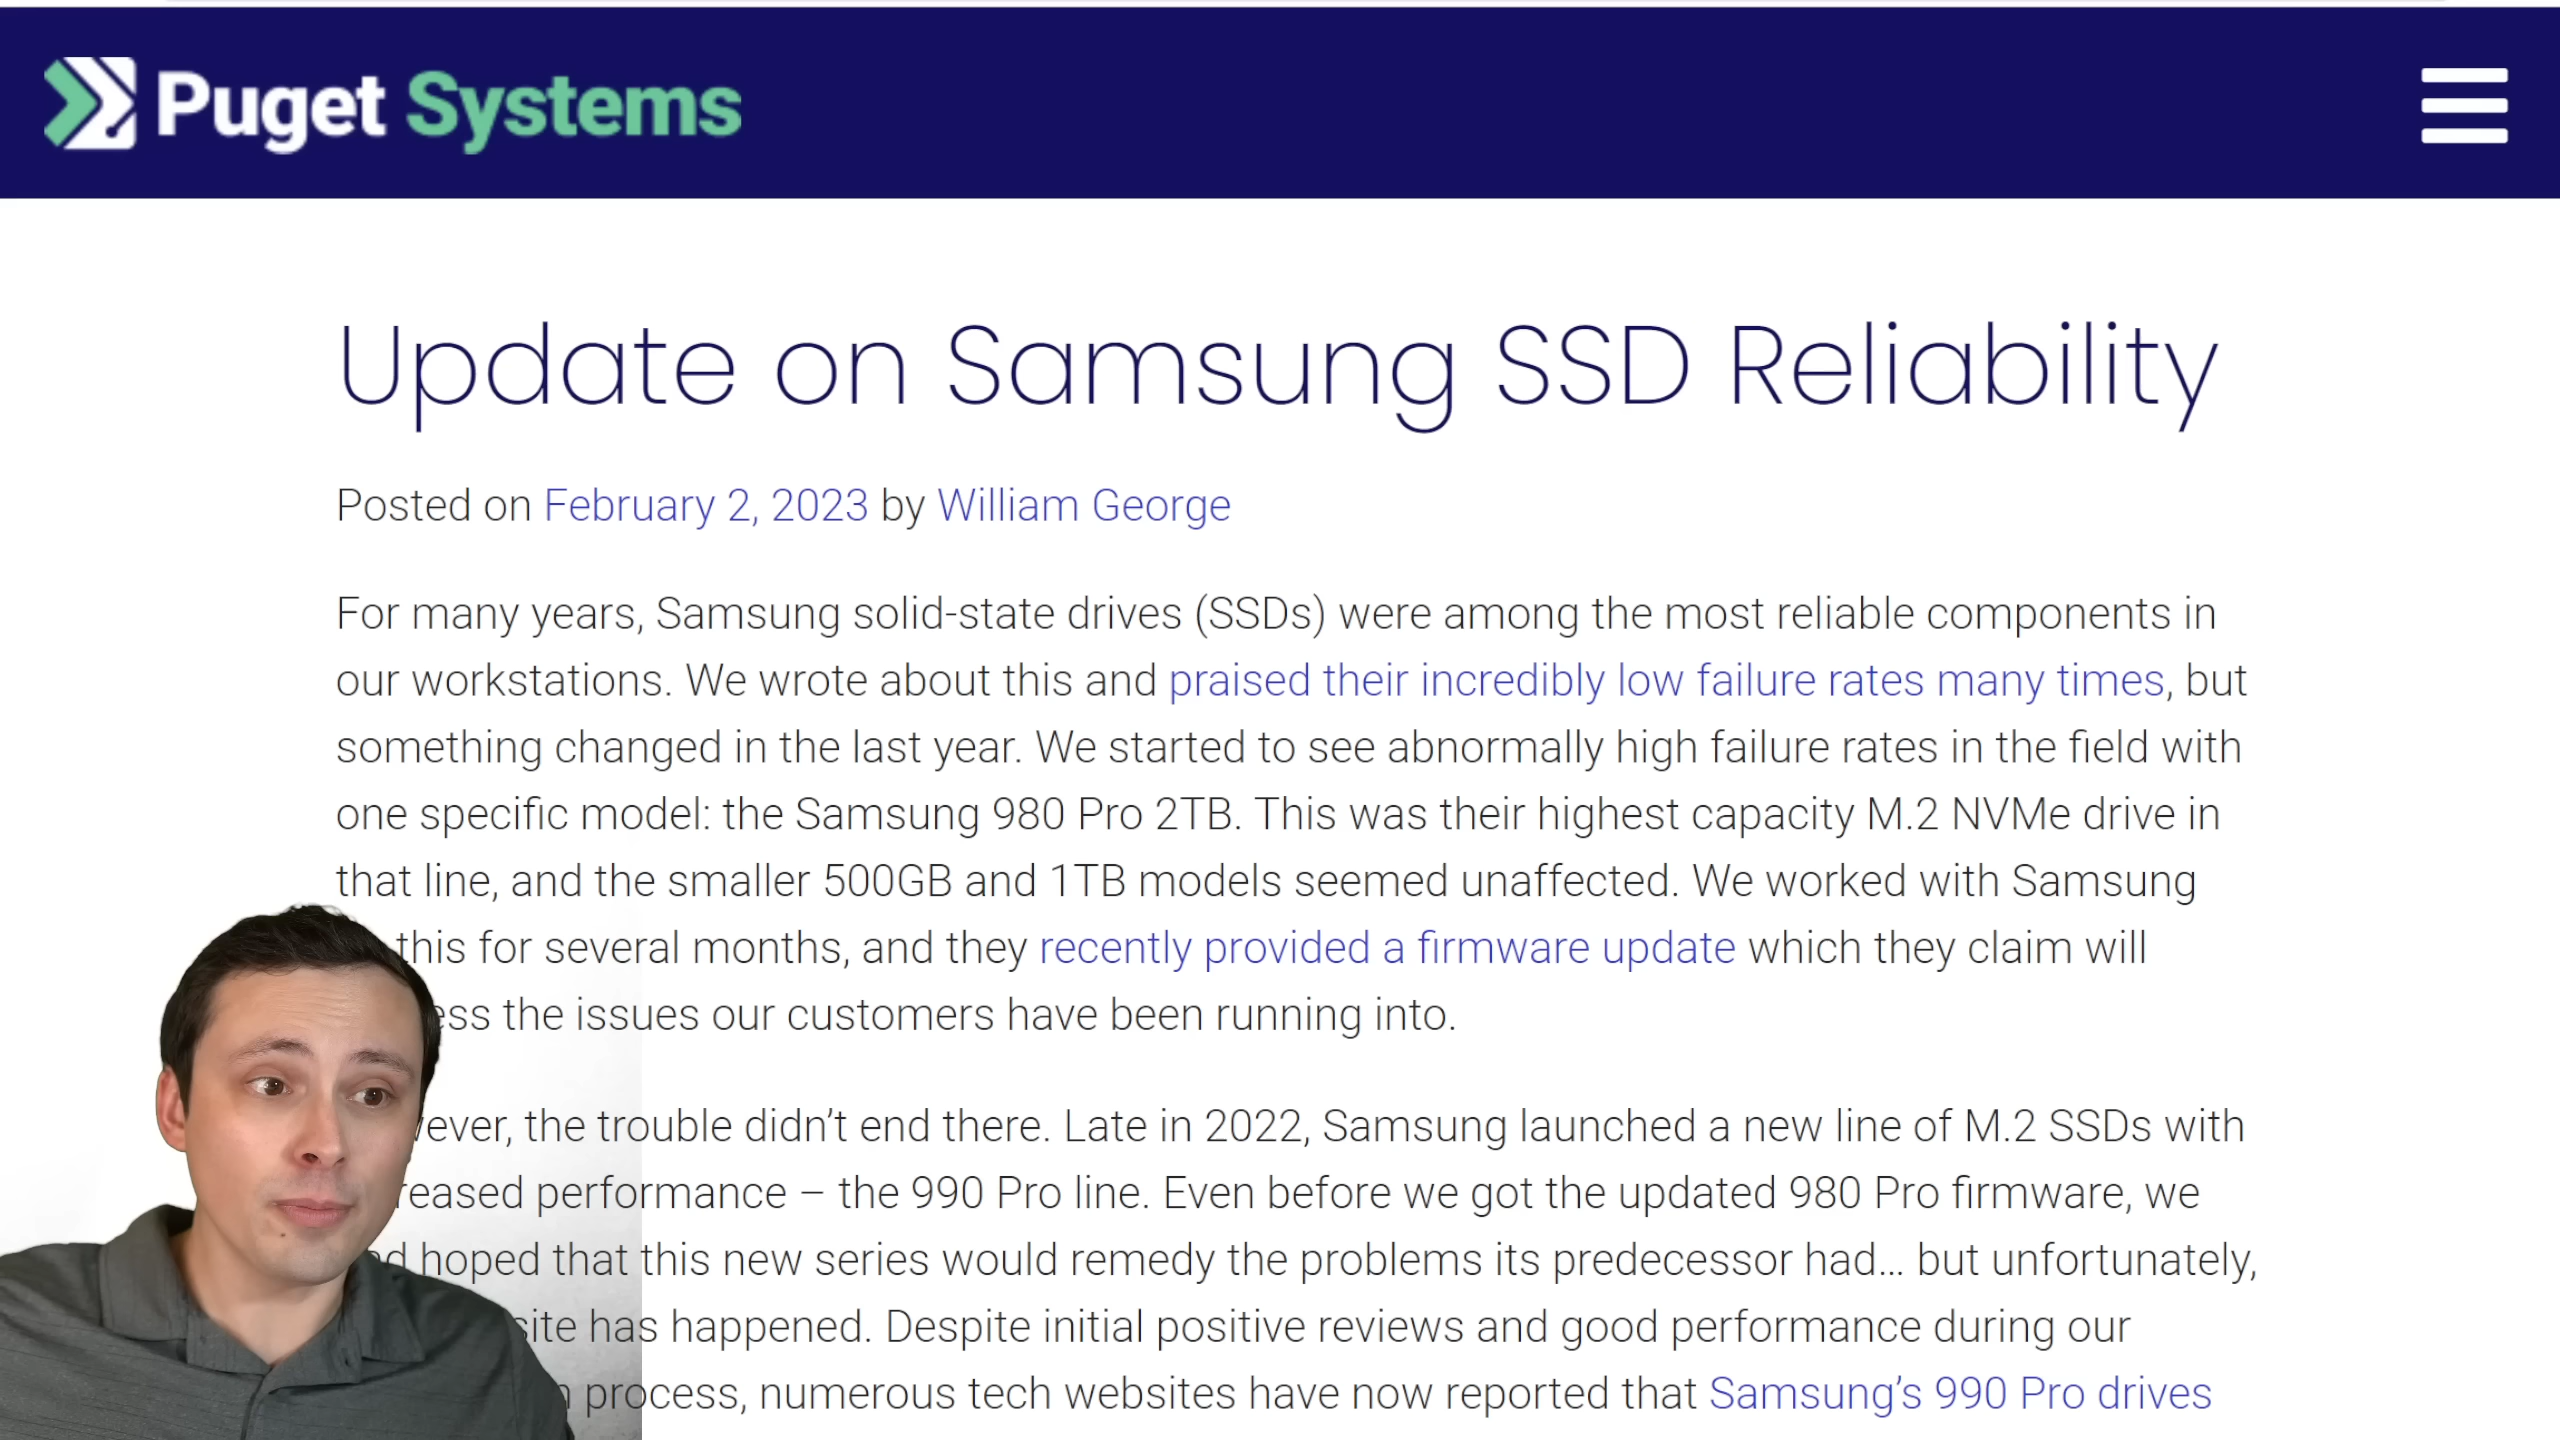 Puget Systems
Update on Samsung SSD Reliability
Posted on February 2, 2023 by William George
For many years, Samsung solid-state drives (SSDs) were among the most reliable components in
our workstations. We wrote about this and praised their incredibly low failure rates many times, but
something changed in the last year. We started to see abnormally high failure rates in the field with
one specific model: the Samsung 980 Pro 2TB. This was their highest capacity M.2 NVMe drive in
that line, and the smaller 500GB and 1TB models seemed unaffected. We worked with Samsung
this for several months, and they recently provided a firmware update which they claim will
ess the issues our customers have been running into.
ever, the trouble didn’t end there. Late in 2022, Samsung launched a new line of M.2 SSDs with
reased performance – the 990 Pro line. Even before we got the updated 980 Pro firmware, we
d hoped that this new series would remedy the problems its predecessor had… but unfortunately,
site has happened. Despite initial positive reviews and good performance during our
process, numerous tech websites have now reported that Samsung’s 990 Pro drives